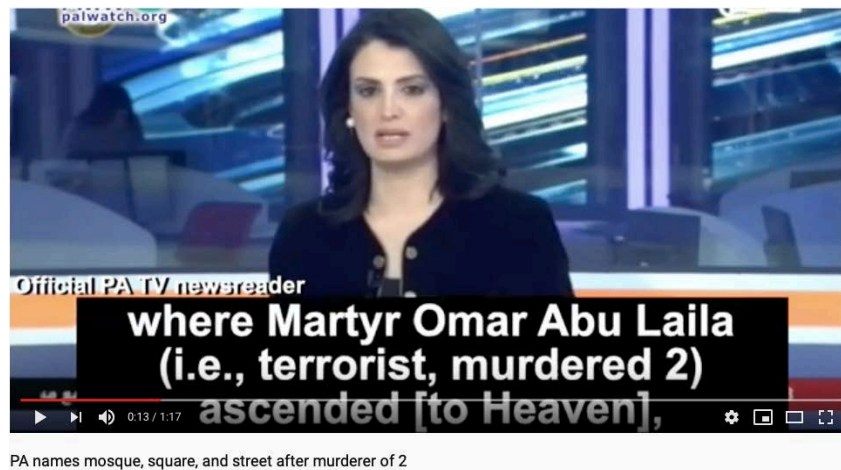 palwatch.org
Official PA TV newsreader
where Martyr Omar Abu Laila
(i.e., terrorist, murdered 2)
ascended [to Heaven],
0:13 / 1:17
PA names mosque, square, and street after murderer of 2